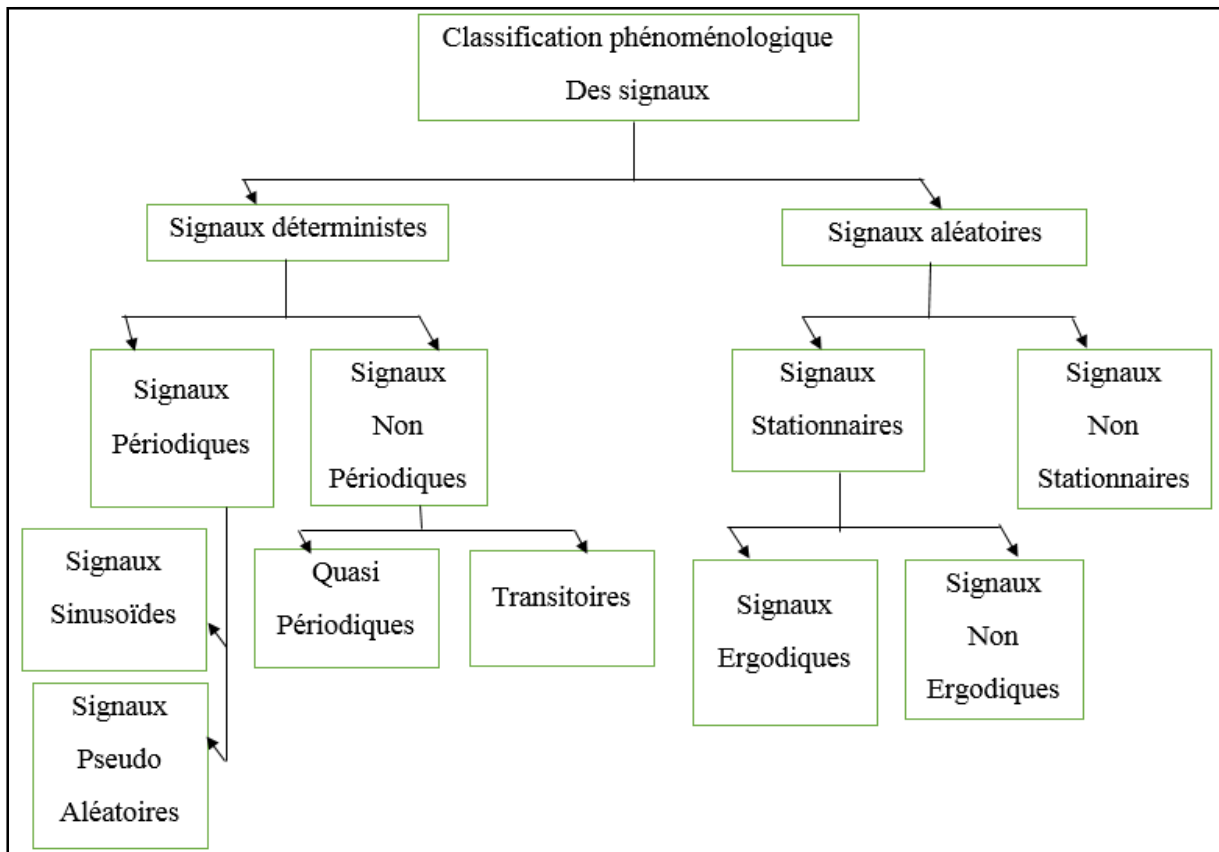 Classification phénoménologique
Des signaux
Signaux déterministes
Signaux aléatoires
Signaux
Périodiques
Signaux
Non
Périodiques
Signaux
Stationnaires
Signaux
Non
Stationnaires
Signaux
Sinusoïdes
Quasi
Périodiques
Transitoires
Signaux
Ergodiques
Signaux
Non
Ergodiques
Signaux
Pseudo
Aléatoires